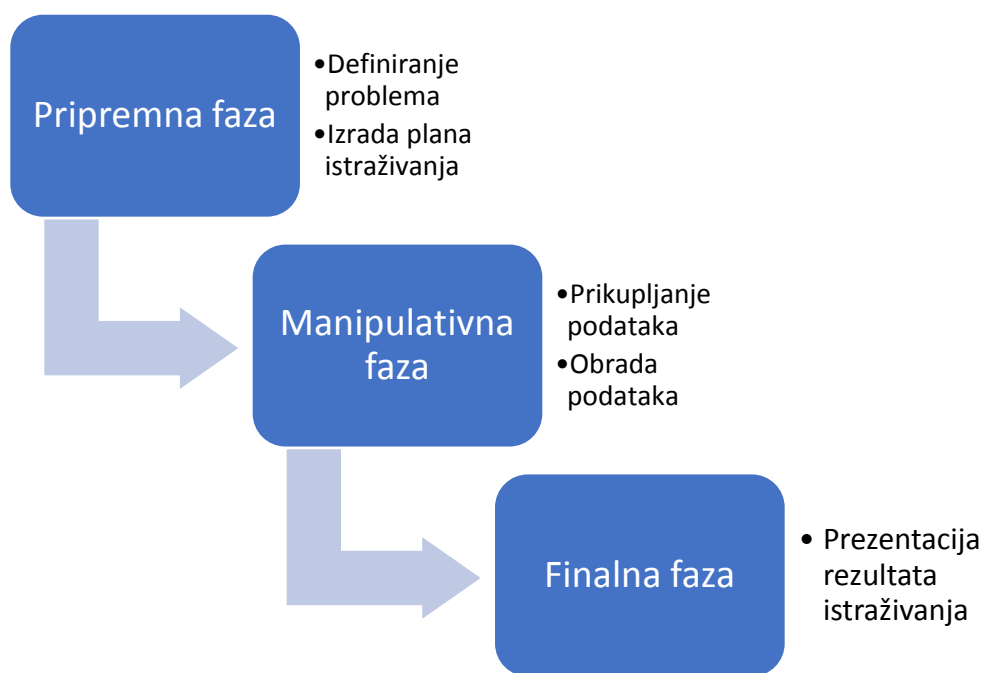 Pripremna faza
•Definiranje
problema
•Izrada plana
istraživanja
Manipulativna
faza
•Prikupljanje
podataka
•Obrada
podataka
Finalna faza
• Prezentacija
rezultata
istraživanja